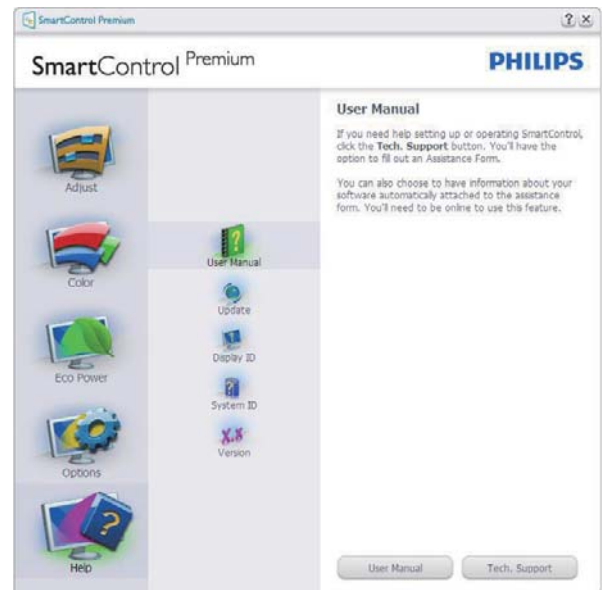 SmartControl Premium
SmartControl Premium
PHILIPS
Adjust
Color
Eco Power
Options
Help
User Manual
Update
Display ID
System ID
X.X
Version
User Manual
If you need help setting up or operating SmartControl,
click the Tech. Support button. You'll have the
option to fill out an Assistance Form.
You can also choose to have information about your
software automatically attached to the assistance
form. You'll need to be online to use this feature.
User Manual
Tech. Support